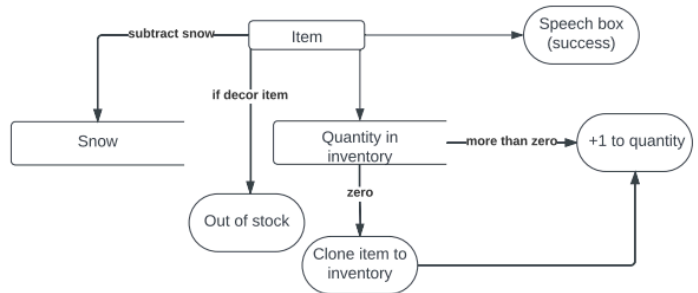 Speech box
(success)
subtract snow
Item
if decor item
Snow
Quantity in
inventory
more than zero
+1 to quantity
zero
Out of stock
Clone item to
inventory